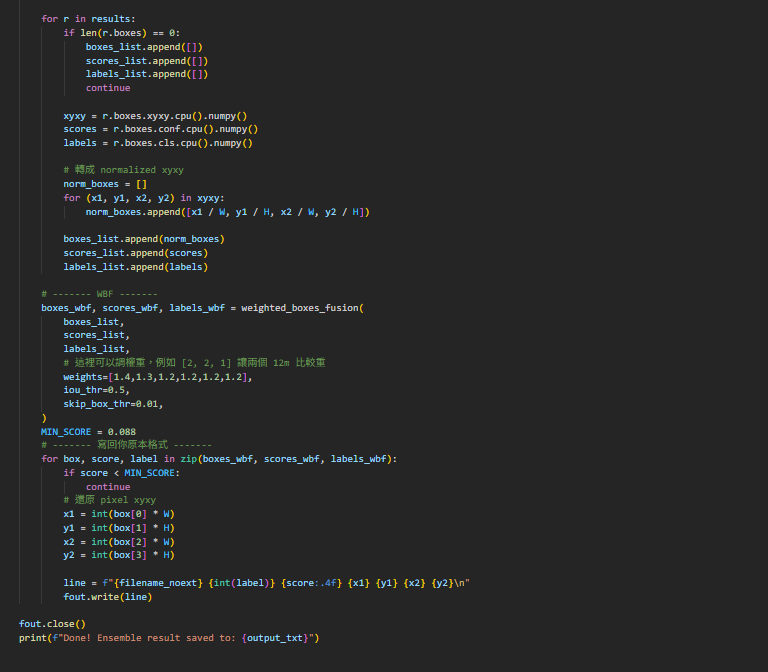 for r in results:
if len(r.boxes) == 0:
boxes_list.append([])
scores_list.append([])
labels_list.append([])
continue
xyxy = r.boxes.xyxy.cpu().numpy()
scores = r.boxes.conf.cpu().numpy()
labels = r.boxes.cls.cpu().numpy()
# 轉成 normalized xyxy
norm_boxes = []
for (x1, y1, x2, y2) in xyxy:
norm_boxes.append([x1 / W, y1 / H, x2 / W, y2 / H])
boxes_list.append(norm_boxes)
scores_list.append(scores)
labels_list.append(labels)
# ------- WBF -------
boxes_wbf, scores_wbf, labels_wbf = weighted_boxes_fusion(
boxes_list,
scores_list,
labels_list,
# 這裡可以調權重，例如 [2, 2, 1] 讓兩個 12m 比較重
weights=[1.4,1.3,1.2,1.2,1.2,1.2],
iou_thr=0.5,
skip_box_thr=0.01,
)
MIN_SCORE = 0.088
# ------- 寫回你原本格式 -------
for box, score, label in zip(boxes_wbf, scores_wbf, labels_wbf):
if score < MIN_SCORE:
continue
# 還原 pixel xyxy
x1 = int(box[0] * W)
y1 = int(box[1] * H)
x2 = int(box[2] * W)
y2 = int(box[3] * H)
line = f"{filename_noext} {int(label)} {score:.4f} {x1} {y1} {x2} {y2}\n"
fout.write(line)
fout.close()
print(f"Done! Ensemble result saved to: {output_txt}")